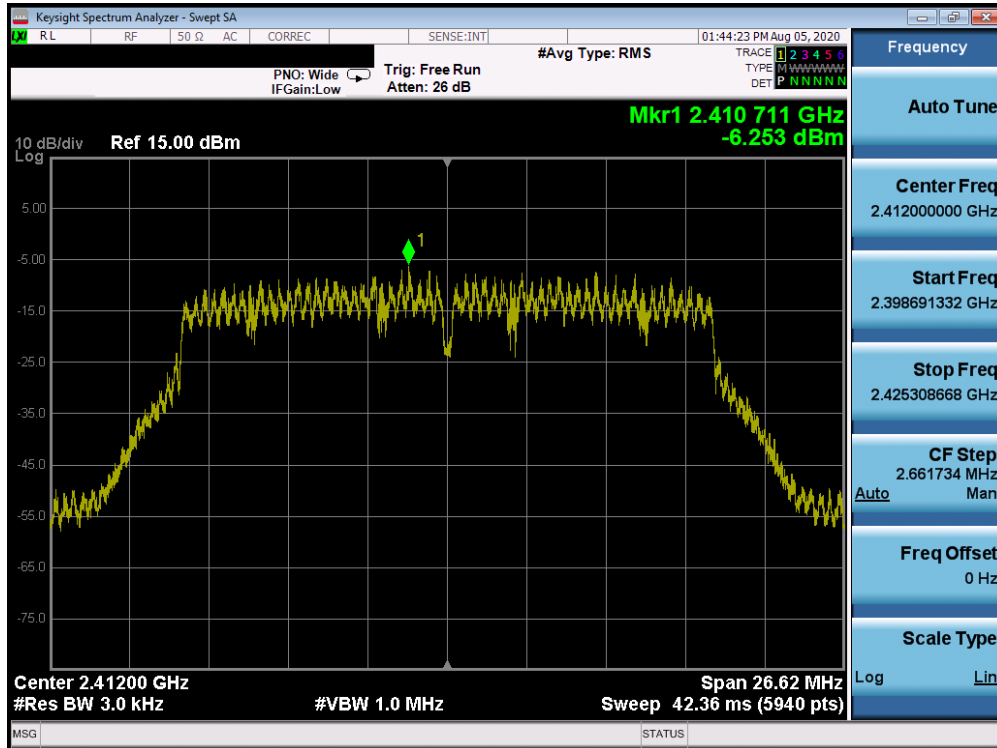 Keysight Spectrum Analyzer - Swept SA
LXI RL RF 50 Ω AC CORREC SENSE:INT 01:44:23 PM Aug 05, 2020
#Avg Type: RMS
TRACE 1 2 3 4 5 6
PNO: Wide Trig: Free Run TYPE M WWWWW
IFGain:Low Atten: 26 dB DET P N N N N N
Mkr1 2.410 711 GHz
10 dB/div Ref 15.00 dBm -6.253 dBm
Log
1
5.00
-5.00
-15.0
-25.0
-35.0
-45.0
-55.0
-65.0
-75.0
Center 2.41200 GHz Span 26.62 MHz
#Res BW 3.0 kHz #VBW 1.0 MHz Sweep 42.36 ms (5940 pts)
MSG STATUS
Frequency
Auto Tune
Center Freq
2.412000000 GHz
Start Freq
2.398691332 GHz
Stop Freq
2.425308668 GHz
CF Step
2.661734 MHz
Auto Man
Freq Offset
0 Hz
Scale Type
Log Lin